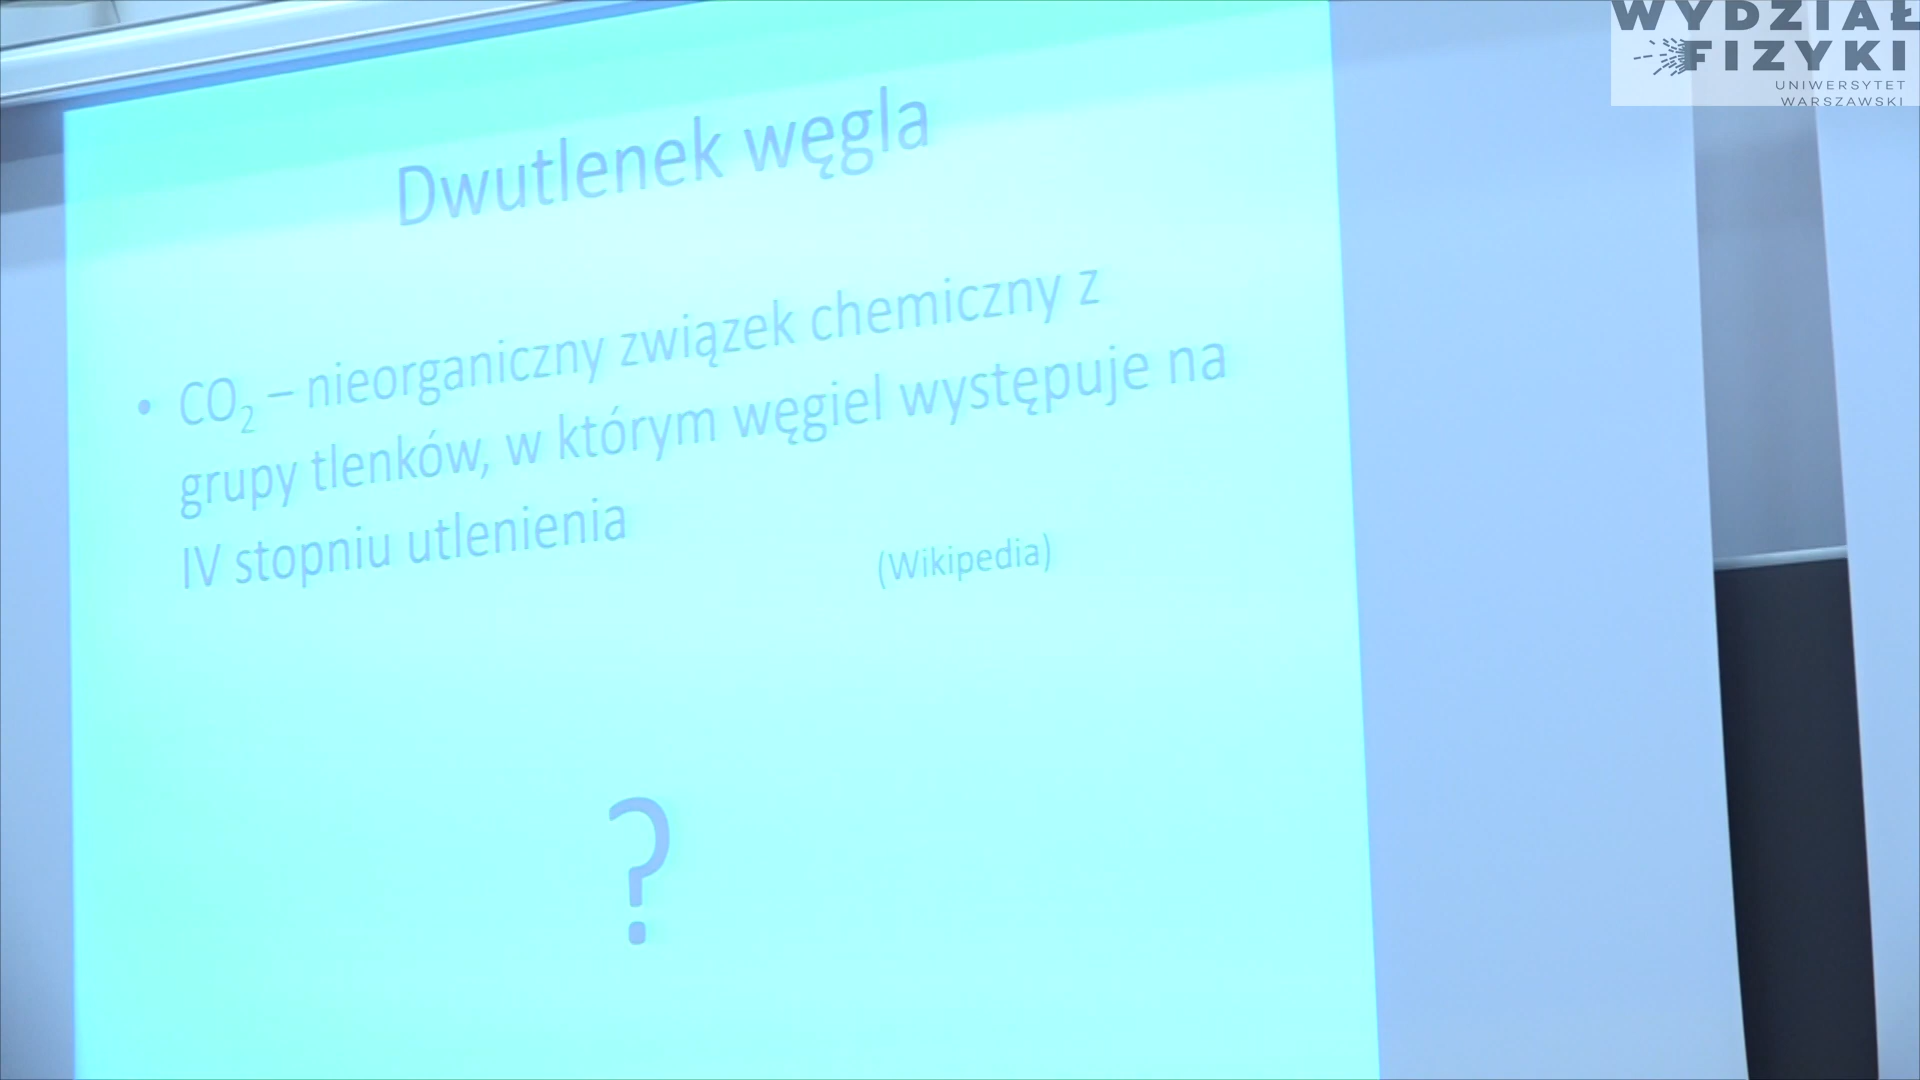 WYDZIAŁ
FIZYKI
UNIWERSYTET
WARSZAWSKI
Dwutlenek węgla
• CO₂ – nieorganiczny związek chemiczny z
grupy tlenków, w którym węgiel występuje na
IV stopniu utlenienia
(Wikipedia)
?